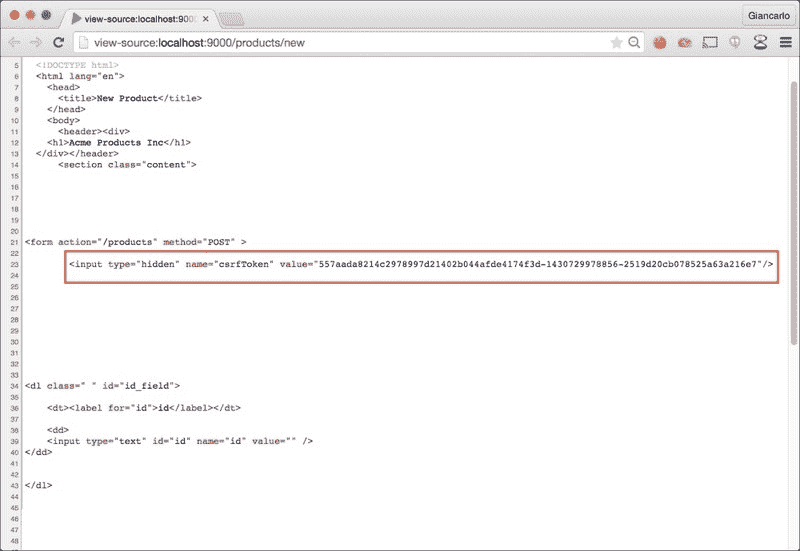 view-source:localhost:9000
Giancarlo
view-source:localhost:9000/products/new
5 <!DOCTYPE html>
6 <html lang="en">
7 <head>
8 <title>New Product</title>
9 </head>
10 <body>
11 <header><div>
12 <h1>Acme Products Inc</h1>
13 </div></header>
14 <section class="content">
15
16
17
18
19
20
21 <form action="/products" method="POST" >
22
23 <input type="hidden" name="csrfToken" value="557aada8214c2978997d21402b044afde4174f3d-1430729978856-2519d20cb078525a63a216e7"/>
24
25
26
27
28
29
30
31
32
33
34 <dl class=" " id="id_field">
35
36 <dt><label for="id">id</label></dt>
37
38 <dd>
39 <input type="text" id="id" name="id" value="" />
40 </dd>
41
42
43 </dl>
44
45
46
47
48